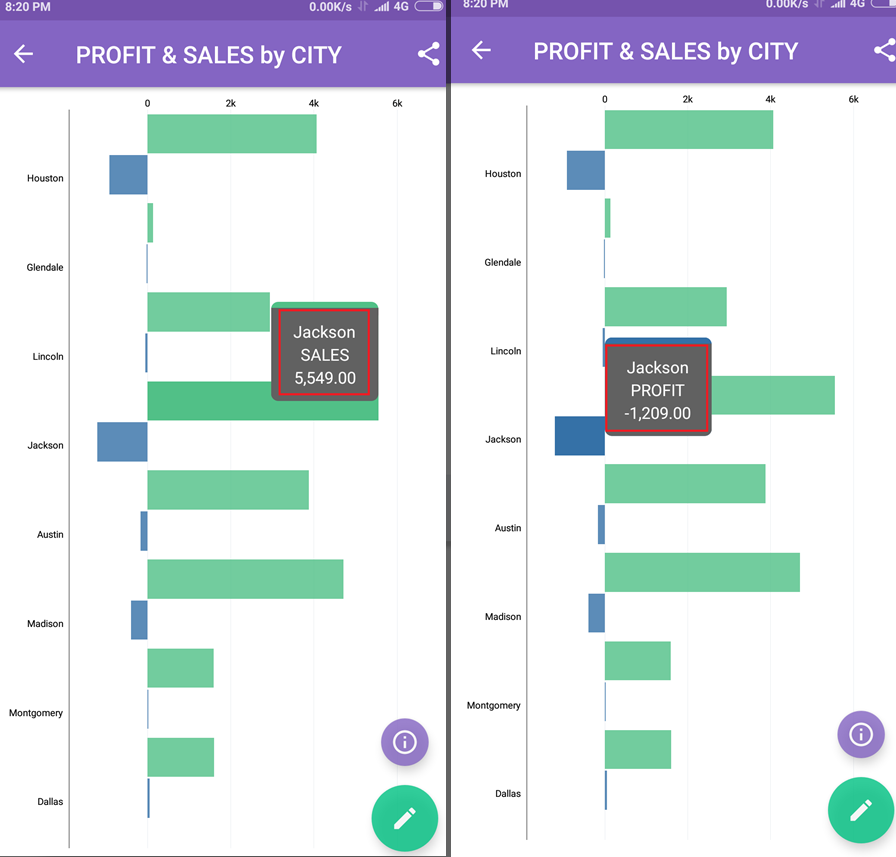 8:20 PM 0.00K/s 4G
PROFIT & SALES by CITY
0 2k 4k 6k
Houston
Glendale
Lincoln
Jackson
SALES
5,549.00
Jackson
Austin
Madison
Montgomery
Dallas
8:20 PM 0.00K/s 4G
PROFIT & SALES by CITY
0 2k 4k 6k
Houston
Glendale
Lincoln
Jackson
PROFIT
-1,209.00
Jackson
Austin
Madison
Montgomery
Dallas